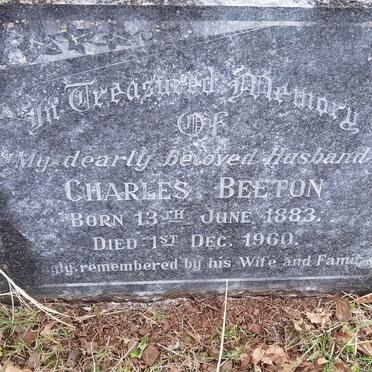 In Treasured Memory
Of
My dearly beloved Husband
CHARLES BEETON
BORN 13TH JUNE 1883.
DIED 1ST DEC. 1960.
remembered by his Wife and